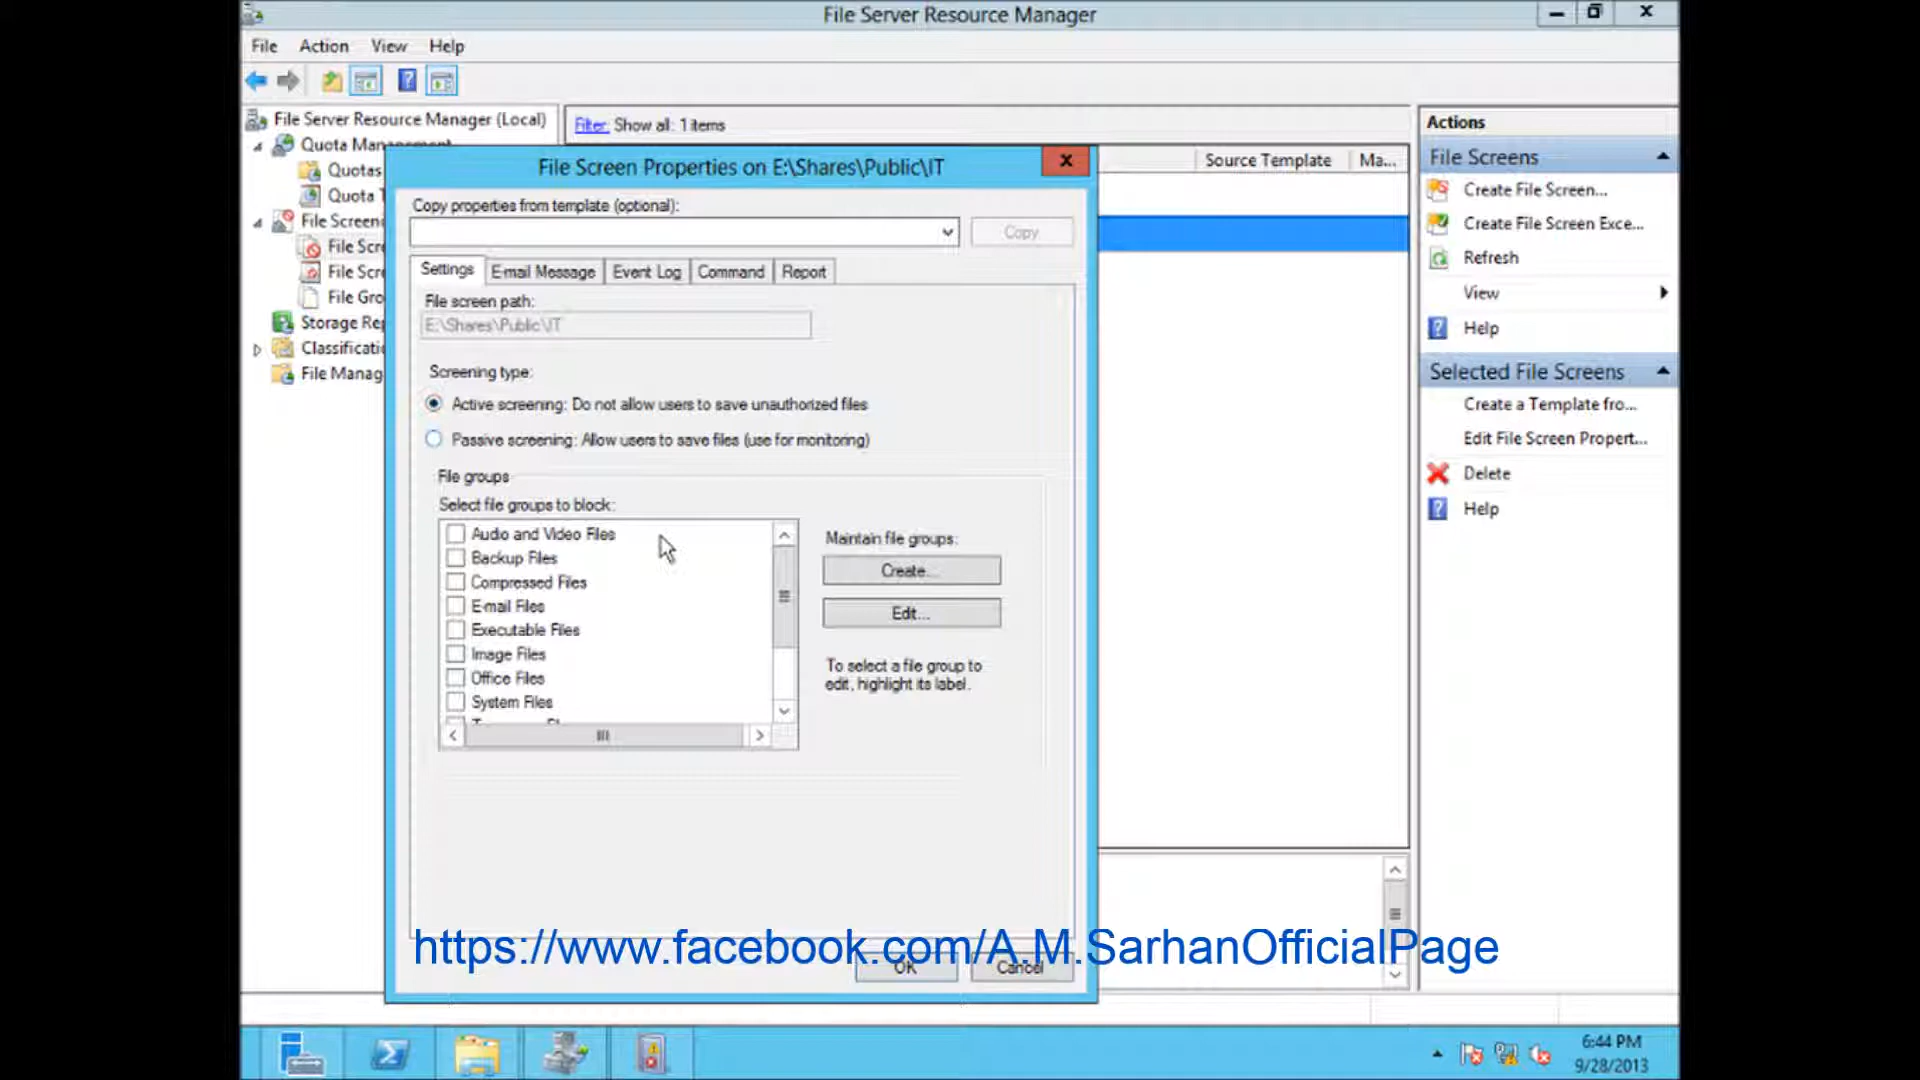 File Server Resource Manager
File Action View Help
File Server Resource Manager (Local)
Quota Management
Quotas
Quota T
File Screeni
File Scre
File Scre
File Gro
Storage Rep
Classificatio
File Manag
Filter: Show all: 1 items
Source Template Ma...
File Screen Properties on E:\Shares\Public\IT
Copy properties from template (optional):
Copy
Settings E-mail Message Event Log Command Report
File screen path:
E:\Shares\Public\IT
Screening type:
Active screening: Do not allow users to save unauthorized files
Passive screening: Allow users to save files (use for monitoring)
File groups
Select file groups to block:
Audio and Video Files
Backup Files
Compressed Files
E-mail Files
Executable Files
Image Files
Office Files
System Files
Maintain file groups:
Create...
Edit...
To select a file group to
edit, highlight its label.
OK Cancel
https://www.facebook.com/A.M.SarhanOfficialPage
Actions
File Screens
Create File Screen...
Create File Screen Exce...
Refresh
View
Help
Selected File Screens
Create a Template fro...
Edit File Screen Propert...
Delete
Help
6:44 PM
9/28/2013